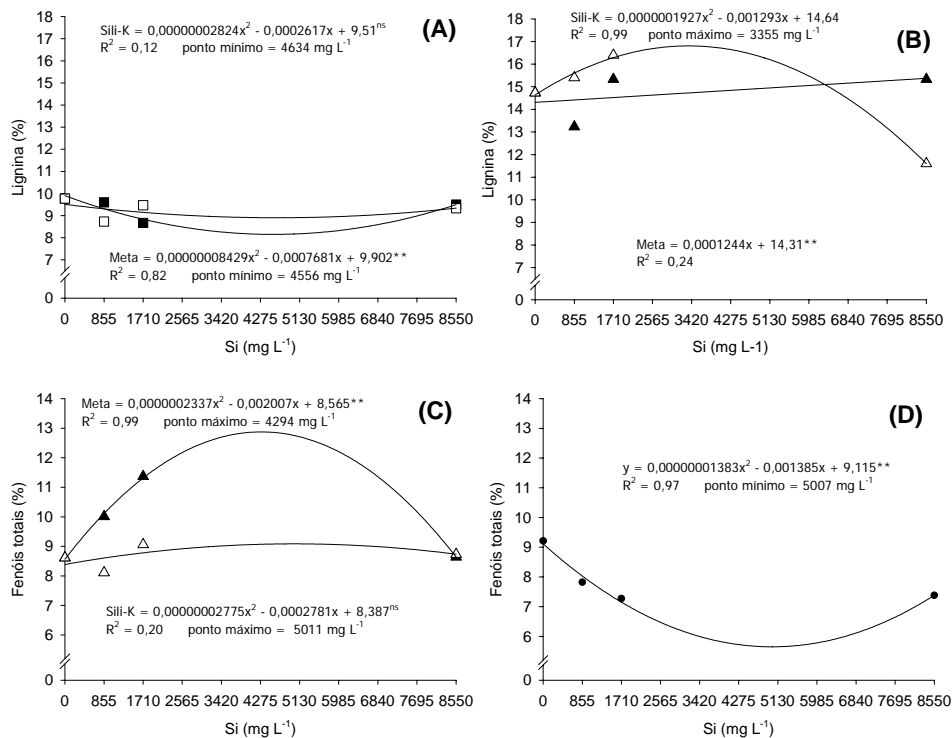 (A)
Sili-K = 0,00000002824x² - 0,0002617x + 9,51ⁿˢ
R² = 0,12 ponto mínimo = 4634 mg L⁻¹
Lignina (%)
18
17
16
15
14
13
12
11
10
9
8
7
0
Meta = 0,00000008429x² - 0,0007681x + 9,902**
R² = 0,82 ponto mínimo = 4556 mg L⁻¹
0 855 1710 2565 3420 4275 5130 5985 6840 7695 8550
Si (mg L⁻¹)
(B)
Sili-K = 0,0000001927x² - 0,001293x + 14,64
R² = 0,99 ponto máximo = 3355 mg L⁻¹
Lignina (%)
18
17
16
15
14
13
12
11
10
9
8
7
0
Meta = 0,0001244x + 14,31**
R² = 0,24
0 855 1710 2565 3420 4275 5130 5985 6840 7695 8550
Si (mg L-1)
(C)
Meta = 0,0000002337x² - 0,002007x + 8,565**
R² = 0,99 ponto máximo = 4294 mg L⁻¹
Fenóis totais (%)
14
13
12
11
10
9
8
7
6
0
Sili-K = 0,00000002775x² - 0,0002781x + 8,387ⁿˢ
R² = 0,20 ponto máximo = 5011 mg L⁻¹
0 855 1710 2565 3420 4275 5130 5985 6840 7695 8550
Si (mg L⁻¹)
(D)
y = 0,00000001383x² - 0,001385x + 9,115**
R² = 0,97 ponto mínimo = 5007 mg L⁻¹
Fenóis totais (%)
14
13
12
11
10
9
8
7
6
0
0 855 1710 2565 3420 4275 5130 5985 6840 7695 8550
Si (mg L⁻¹)